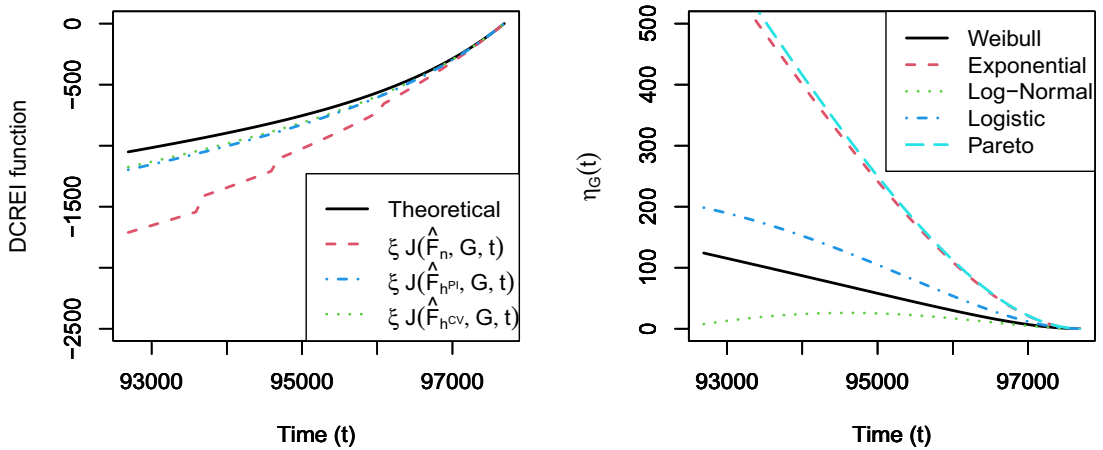 DCREI function
0
−500
−1500
−2500
93000
95000
97000
Time (t)
Theoretical
ξ J(F̂n, G, t)
ξ J(F̂hPI, G, t)
ξ J(F̂hCV, G, t)
ηG(t)
500
400
300
200
100
0
93000
95000
97000
Time (t)
Weibull
Exponential
Log−Normal
Logistic
Pareto